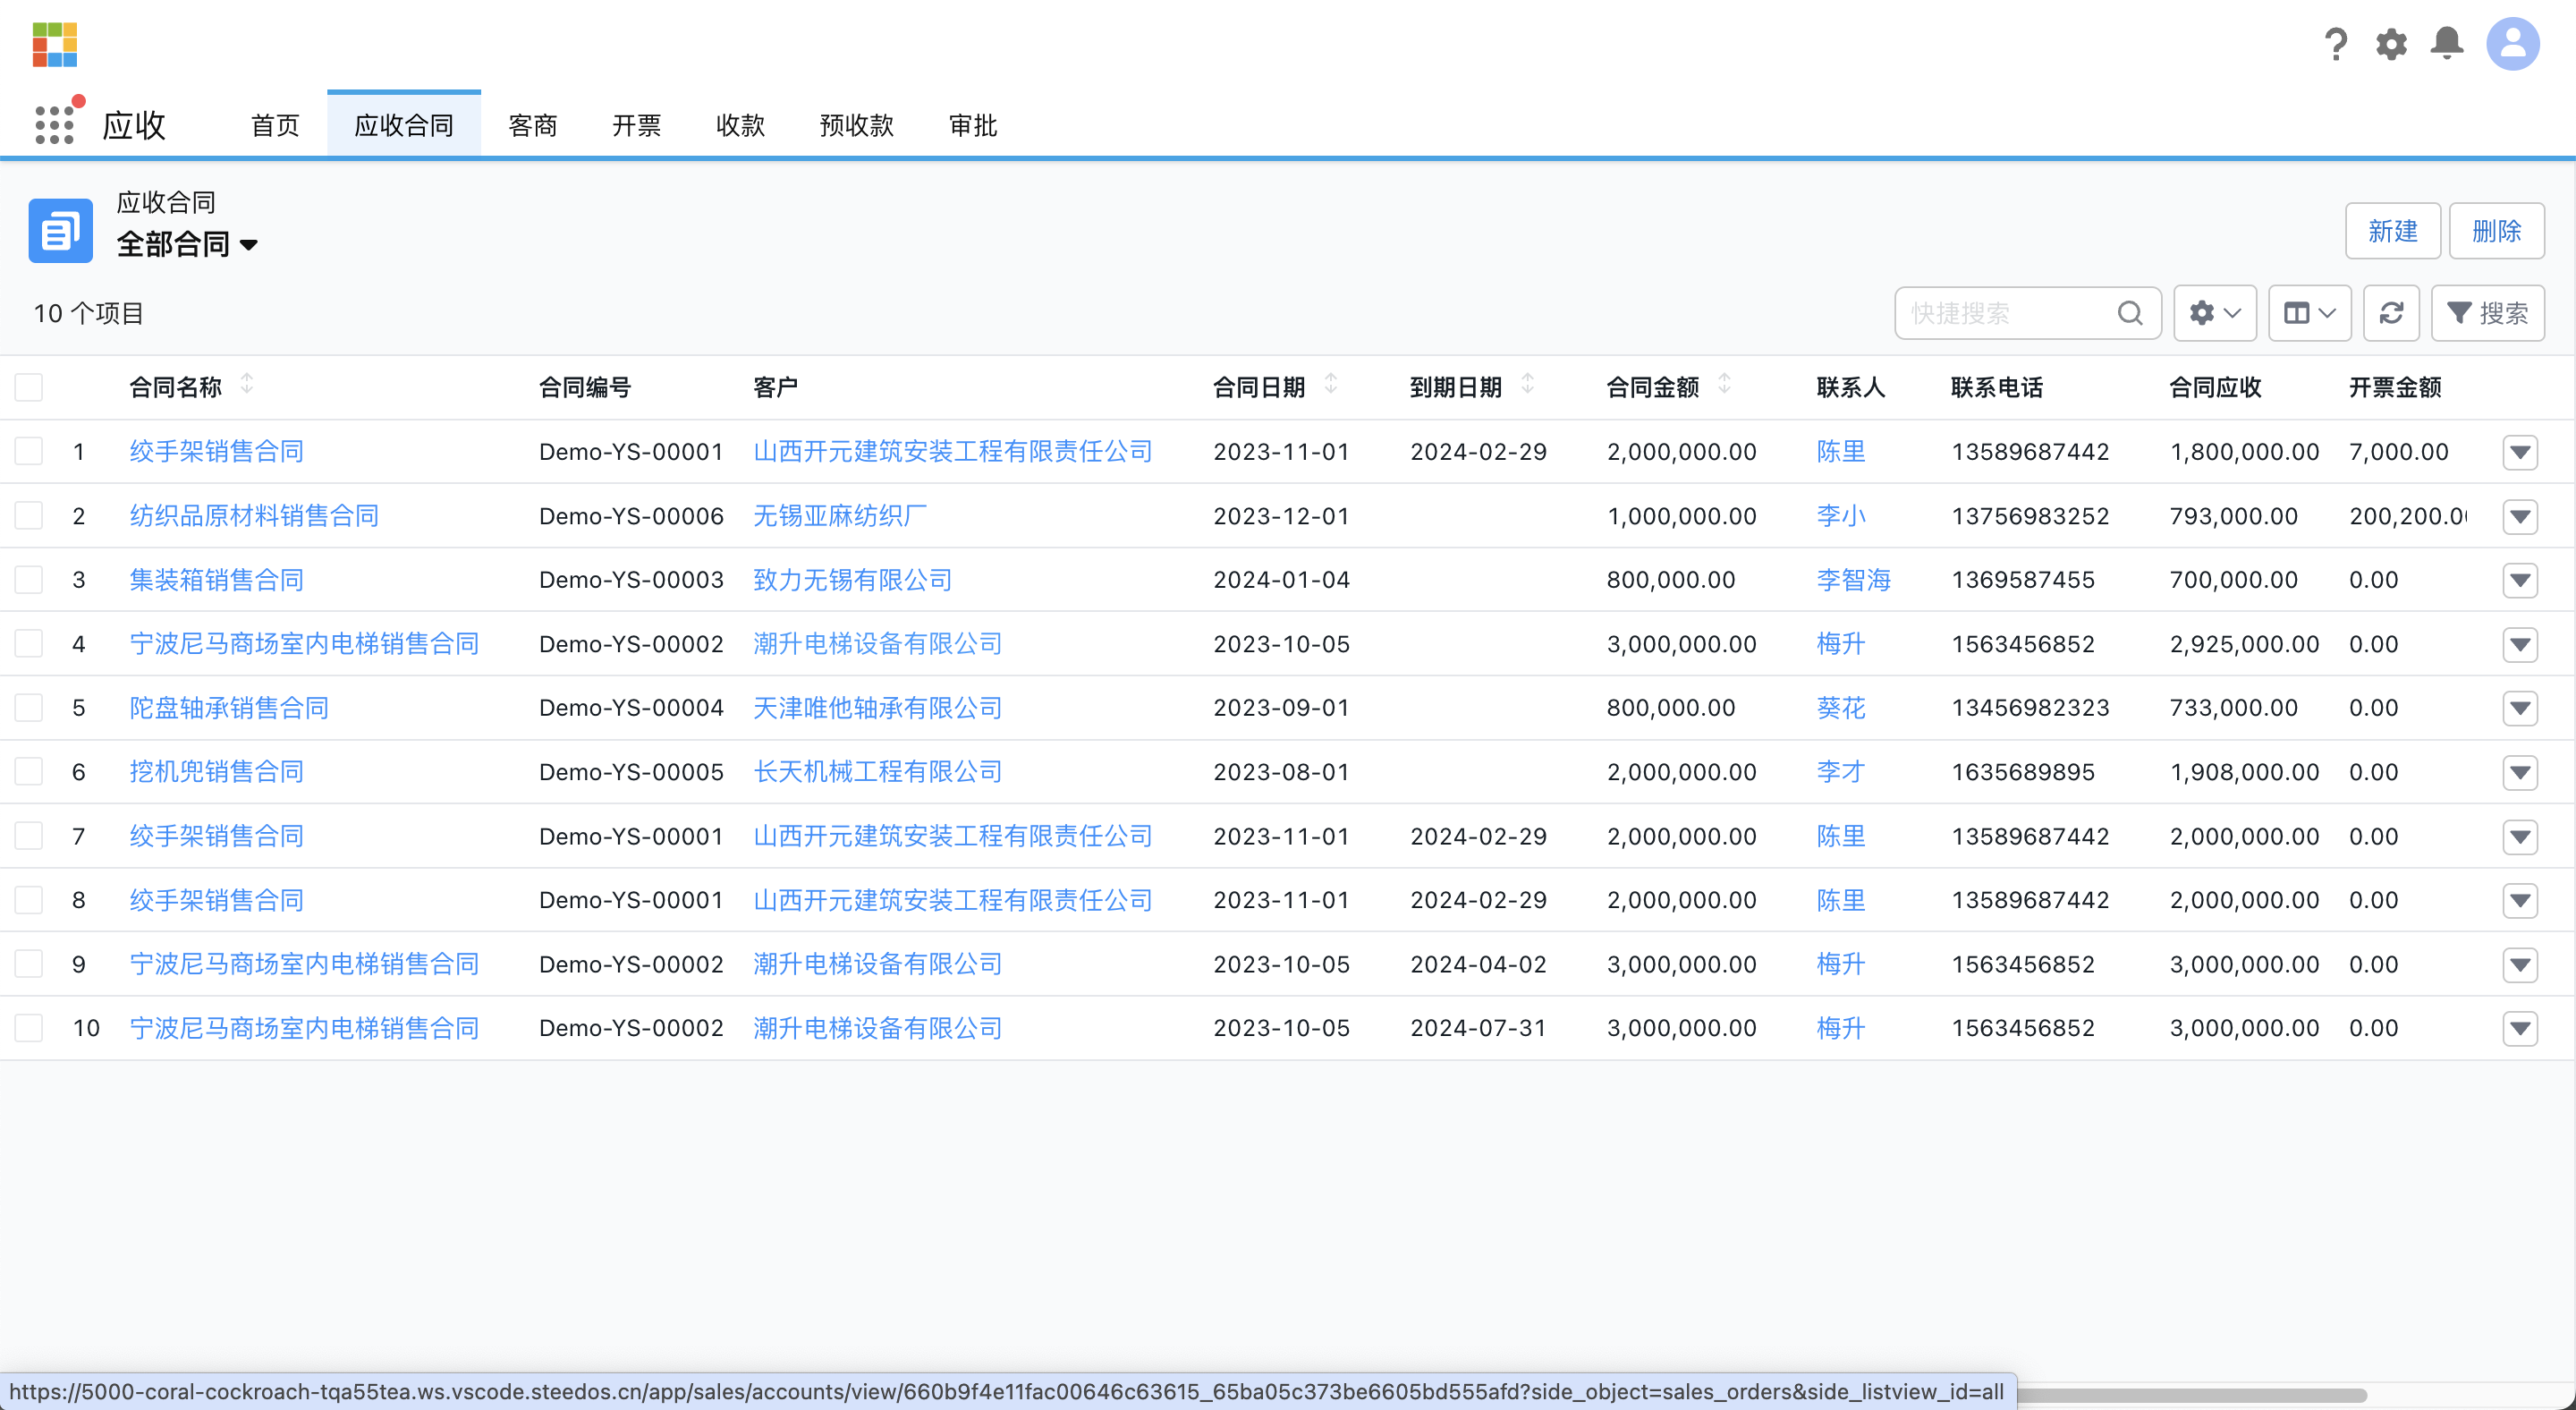 应收 首页 应收合同 客商 开票 收款 预收款 审批
应收合同
全部合同
新建 删除
10 个项目
快捷搜索 搜索
合同名称 合同编号 客户 合同日期 到期日期 合同金额 联系人 联系电话 合同应收 开票金额
1 绞手架销售合同 Demo-YS-00001 山西开元建筑安装工程有限责任公司 2023-11-01 2024-02-29 2,000,000.00 陈里 13589687442 1,800,000.00 7,000.00
2 纺织品原材料销售合同 Demo-YS-00006 无锡亚麻纺织厂 2023-12-01 1,000,000.00 李小 13756983252 793,000.00 200,200.0
3 集装箱销售合同 Demo-YS-00003 致力无锡有限公司 2024-01-04 800,000.00 李智海 1369587455 700,000.00 0.00
4 宁波尼马商场室内电梯销售合同 Demo-YS-00002 潮升电梯设备有限公司 2023-10-05 3,000,000.00 梅升 1563456852 2,925,000.00 0.00
5 陀盘轴承销售合同 Demo-YS-00004 天津唯他轴承有限公司 2023-09-01 800,000.00 葵花 13456982323 733,000.00 0.00
6 挖机兜销售合同 Demo-YS-00005 长天机械工程有限公司 2023-08-01 2,000,000.00 李才 1635689895 1,908,000.00 0.00
7 绞手架销售合同 Demo-YS-00001 山西开元建筑安装工程有限责任公司 2023-11-01 2024-02-29 2,000,000.00 陈里 13589687442 2,000,000.00 0.00
8 绞手架销售合同 Demo-YS-00001 山西开元建筑安装工程有限责任公司 2023-11-01 2024-02-29 2,000,000.00 陈里 13589687442 2,000,000.00 0.00
9 宁波尼马商场室内电梯销售合同 Demo-YS-00002 潮升电梯设备有限公司 2023-10-05 2024-04-02 3,000,000.00 梅升 1563456852 3,000,000.00 0.00
10 宁波尼马商场室内电梯销售合同 Demo-YS-00002 潮升电梯设备有限公司 2023-10-05 2024-07-31 3,000,000.00 梅升 1563456852 3,000,000.00 0.00
https://5000-coral-cockroach-tqa55tea.ws.vscode.steedos.cn/app/sales/accounts/view/660b9f4e11fac00646c63615_65ba05c373be6605bd555afd?side_object=sales_orders&side_listview_id=all